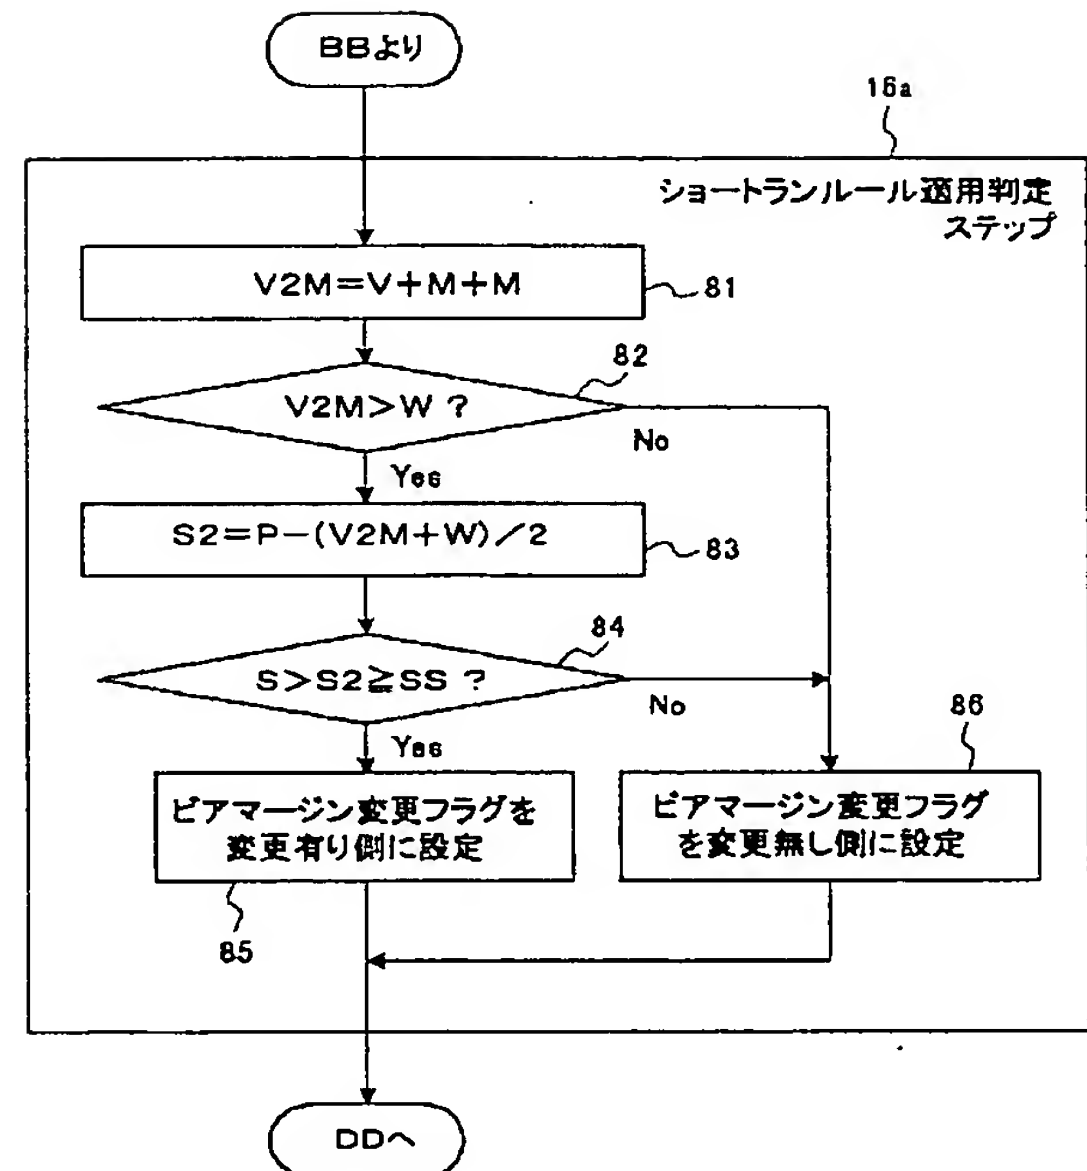 BBより
16a
ショートランルール適用判定
ステップ
V2M=V+M+M
81
82
V2M>W ?
No
Yes
S2=P-(V2M+W)/2
83
84
S>S2≧SS ?
No
Yes
86
ビアマージン変更フラグを
変更有り側に設定
ビアマージン変更フラグ
を変更無し側に設定
85
DDへ